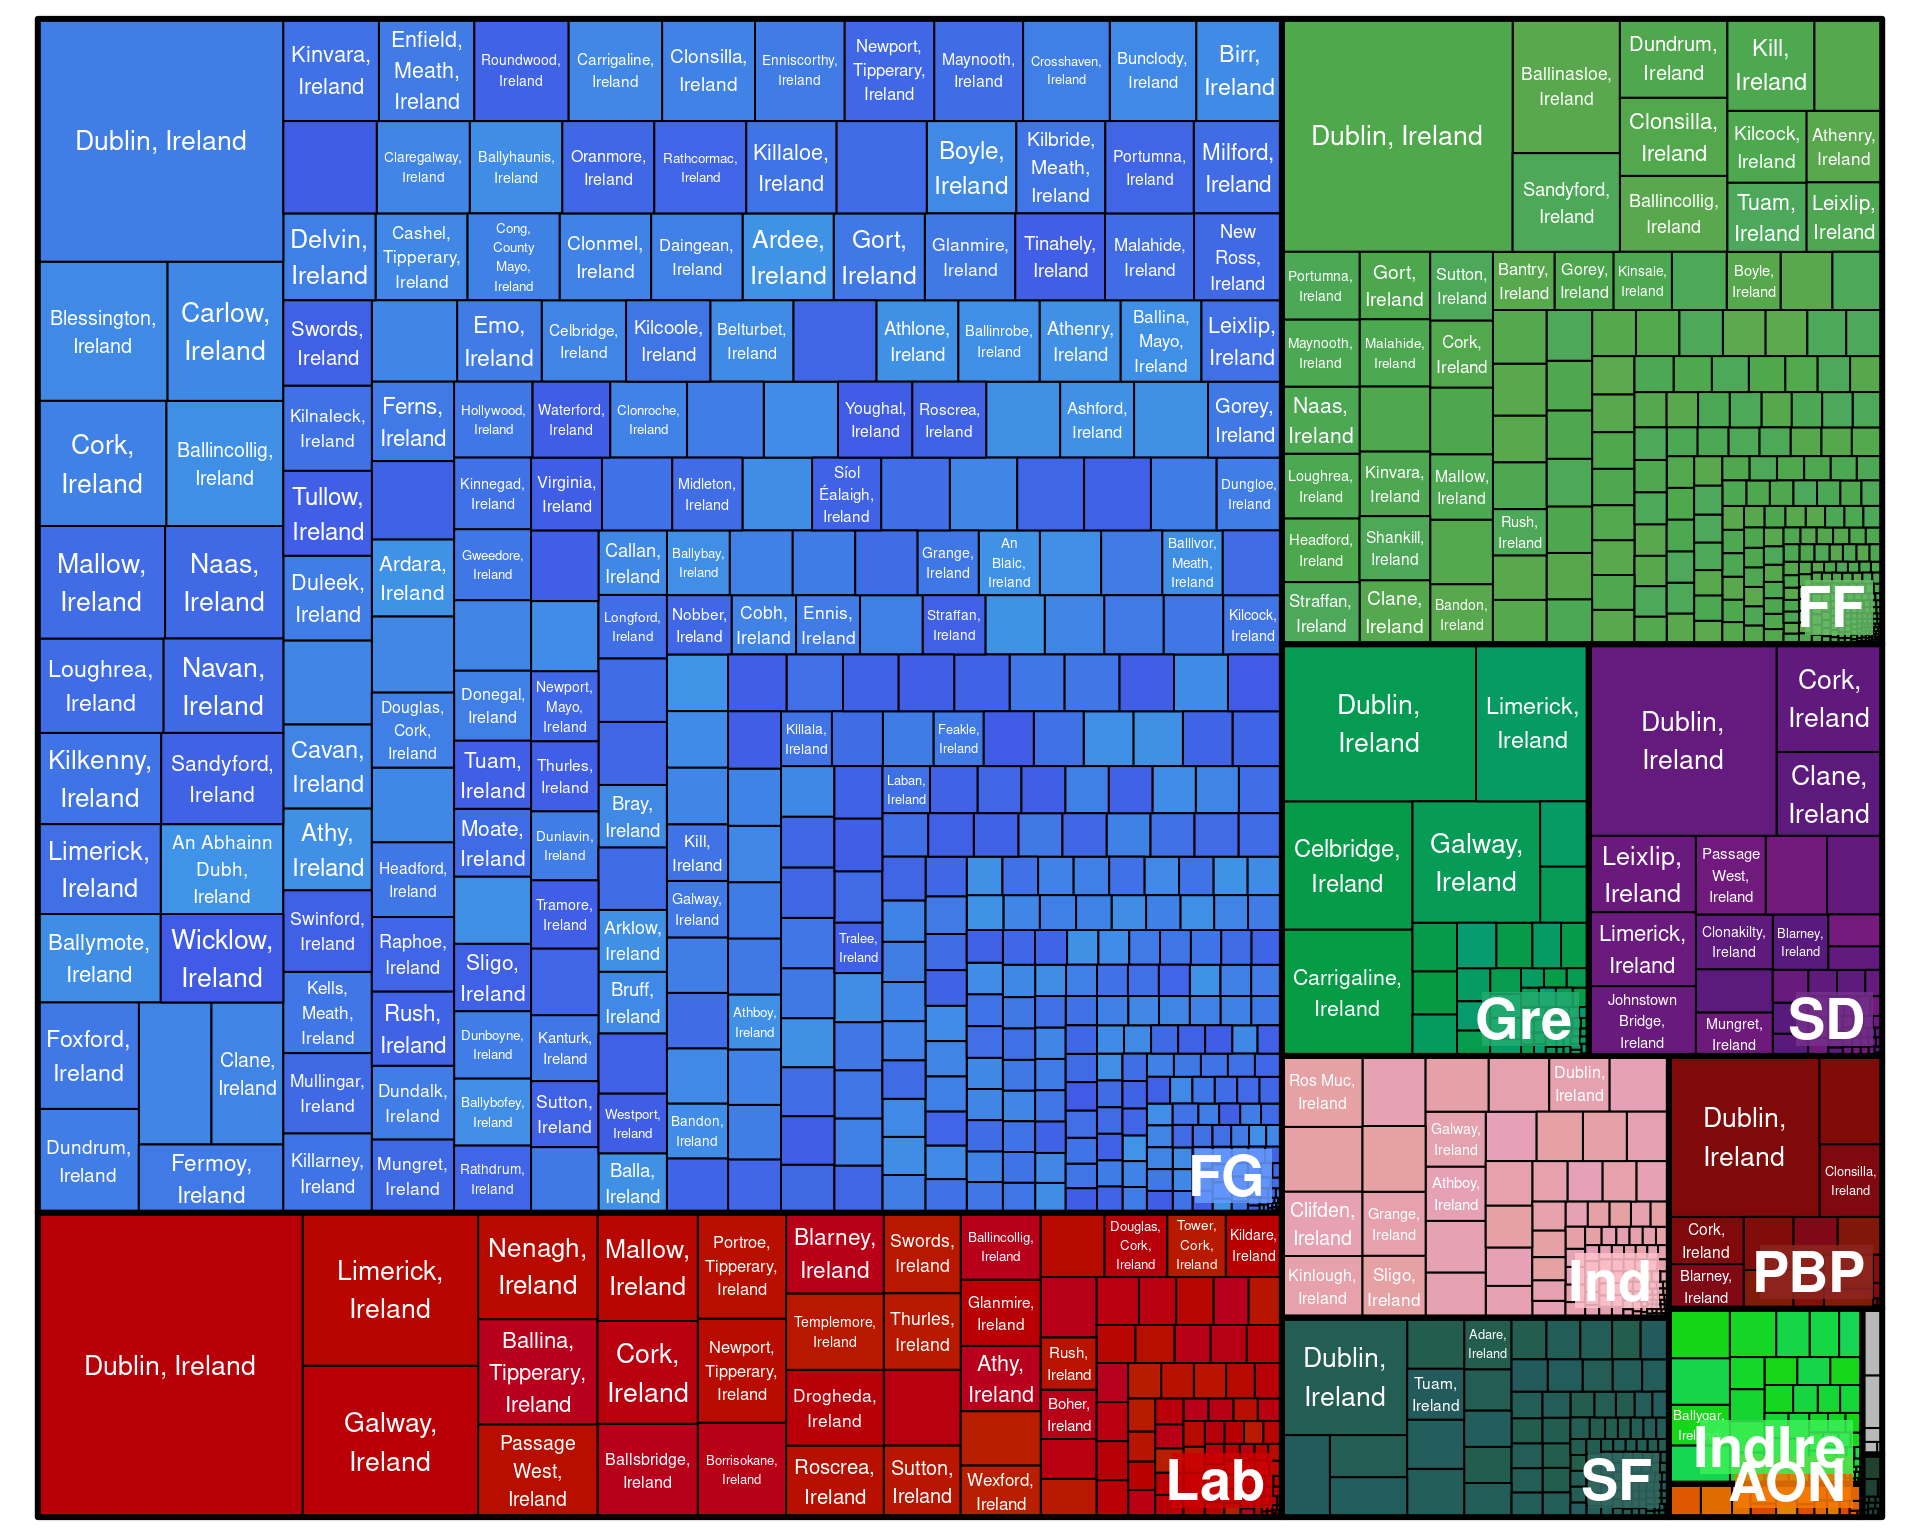 Dublin, Ireland
Blessington,
Ireland
Carlow,
Ireland
Cork,
Ireland
Ballincollig,
Ireland
Mallow,
Ireland
Naas,
Ireland
Loughrea,
Ireland
Navan,
Ireland
Kilkenny,
Ireland
Sandyford,
Ireland
Limerick,
Ireland
An Abhainn
Dubh,
Ireland
Ballymote,
Ireland
Wicklow,
Ireland
Foxford,
Ireland
Clane,
Ireland
Dundrum,
Ireland
Fermoy,
Ireland
Kinvara,
Ireland
Enfield,
Meath,
Ireland
Roundwood,
Ireland
Carrigaline,
Ireland
Clonsilla,
Ireland
Enniscorthy,
Ireland
Newport,
Tipperary,
Ireland
Maynooth,
Ireland
Crosshaven,
Ireland
Bunclody,
Ireland
Birr,
Ireland
Claregalway,
Ireland
Ballyhaunis,
Ireland
Oranmore,
Ireland
Rathcormac,
Ireland
Killaloe,
Ireland
Boyle,
Ireland
Kilbride,
Meath,
Ireland
Portumna,
Ireland
Milford,
Ireland
Delvin,
Ireland
Cashel,
Tipperary,
Ireland
Cong,
County
Mayo,
Ireland
Clonmel,
Ireland
Daingean,
Ireland
Ardee,
Ireland
Gort,
Ireland
Glanmire,
Ireland
Tinahely,
Ireland
Malahide,
Ireland
New
Ross,
Ireland
Swords,
Ireland
Emo,
Ireland
Celbridge,
Ireland
Kilcoole,
Ireland
Belturbet,
Ireland
Athlone,
Ireland
Ballinrobe,
Ireland
Athenry,
Ireland
Ballina,
Mayo,
Ireland
Leixlip,
Ireland
Kilnaleck,
Ireland
Ferns,
Ireland
Hollywood,
Ireland
Waterford,
Ireland
Clonroche,
Ireland
Youghal,
Ireland
Roscrea,
Ireland
Ashford,
Ireland
Gorey,
Ireland
Tullow,
Ireland
Kinnegad,
Ireland
Virginia,
Ireland
Midleton,
Ireland
Síol
Éalaigh,
Ireland
Dungloe,
Ireland
Duleek,
Ireland
Ardara,
Ireland
Gweedore,
Ireland
Callan,
Ireland
Ballybay,
Ireland
Grange,
Ireland
An
Blaic,
Ireland
Ballivor,
Meath,
Ireland
Longford,
Ireland
Nobber,
Ireland
Cobh,
Ireland
Ennis,
Ireland
Straffan,
Ireland
Kilcock,
Ireland
Cavan,
Ireland
Douglas,
Cork,
Ireland
Donegal,
Ireland
Newport,
Mayo,
Ireland
Killala,
Ireland
Feakle,
Ireland
Tuam,
Ireland
Thurles,
Ireland
Laban,
Ireland
Athy,
Ireland
Moate,
Ireland
Dunlavin,
Ireland
Bray,
Ireland
Kill,
Ireland
Headford,
Ireland
Swinford,
Ireland
Raphoe,
Ireland
Tramore,
Ireland
Galway,
Ireland
Arklow,
Ireland
Tralee,
Ireland
Sligo,
Ireland
Kells,
Meath,
Ireland
Rush,
Ireland
Bruff,
Ireland
Athboy,
Ireland
Dunboyne,
Ireland
Kanturk,
Ireland
Mullingar,
Ireland
Dundalk,
Ireland
Ballybofey,
Ireland
Sutton,
Ireland
Westport,
Ireland
Bandon,
Ireland
Killarney,
Ireland
Mungret,
Ireland
Rathdrum,
Ireland
Balla,
Ireland
FG
Dublin, Ireland
Ballinasloe,
Ireland
Sandyford,
Ireland
Dundrum,
Ireland
Clonsilla,
Ireland
Ballincollig,
Ireland
Kill,
Ireland
Kilcock,
Ireland
Athenry,
Ireland
Tuam,
Ireland
Leixlip,
Ireland
Portumna,
Ireland
Gort,
Ireland
Sutton,
Ireland
Bantry,
Ireland
Gorey,
Ireland
Kinsale,
Ireland
Boyle,
Ireland
Maynooth,
Ireland
Malahide,
Ireland
Cork,
Ireland
Naas,
Ireland
Loughrea,
Ireland
Kinvara,
Ireland
Mallow,
Ireland
Headford,
Ireland
Shankill,
Ireland
Rush,
Ireland
Straffan,
Ireland
Clane,
Ireland
Bandon,
Ireland
FF
Dublin,
Ireland
Limerick,
Ireland
Celbridge,
Ireland
Galway,
Ireland
Carrigaline,
Ireland
Gre
Dublin,
Ireland
Cork,
Ireland
Clane,
Ireland
Leixlip,
Ireland
Passage
West,
Ireland
Limerick,
Ireland
Clonakilty,
Ireland
Blarney,
Ireland
Johnstown
Bridge,
Ireland
Mungret,
Ireland
SD
Ros Muc,
Ireland
Dublin,
Ireland
Galway,
Ireland
Athboy,
Ireland
Clifden,
Ireland
Grange,
Ireland
Kinlough,
Ireland
Sligo,
Ireland
Ind
Dublin,
Ireland
Clonsilla,
Ireland
Cork,
Ireland
Blarney,
Ireland
PBP
Dublin, Ireland
Limerick,
Ireland
Galway,
Ireland
Nenagh,
Ireland
Ballina,
Tipperary,
Ireland
Passage
West,
Ireland
Mallow,
Ireland
Cork,
Ireland
Ballsbridge,
Ireland
Portroe,
Tipperary,
Ireland
Newport,
Tipperary,
Ireland
Borrisokane,
Ireland
Blarney,
Ireland
Templemore,
Ireland
Drogheda,
Ireland
Roscrea,
Ireland
Swords,
Ireland
Thurles,
Ireland
Sutton,
Ireland
Ballincollig,
Ireland
Glanmire,
Ireland
Athy,
Ireland
Wexford,
Ireland
Douglas,
Cork,
Ireland
Tower,
Cork,
Ireland
Kildare,
Ireland
Rush,
Ireland
Boher,
Ireland
Lab
Dublin,
Ireland
Adare,
Ireland
Tuam,
Ireland
SF
Ballygar,
IndIre
AON